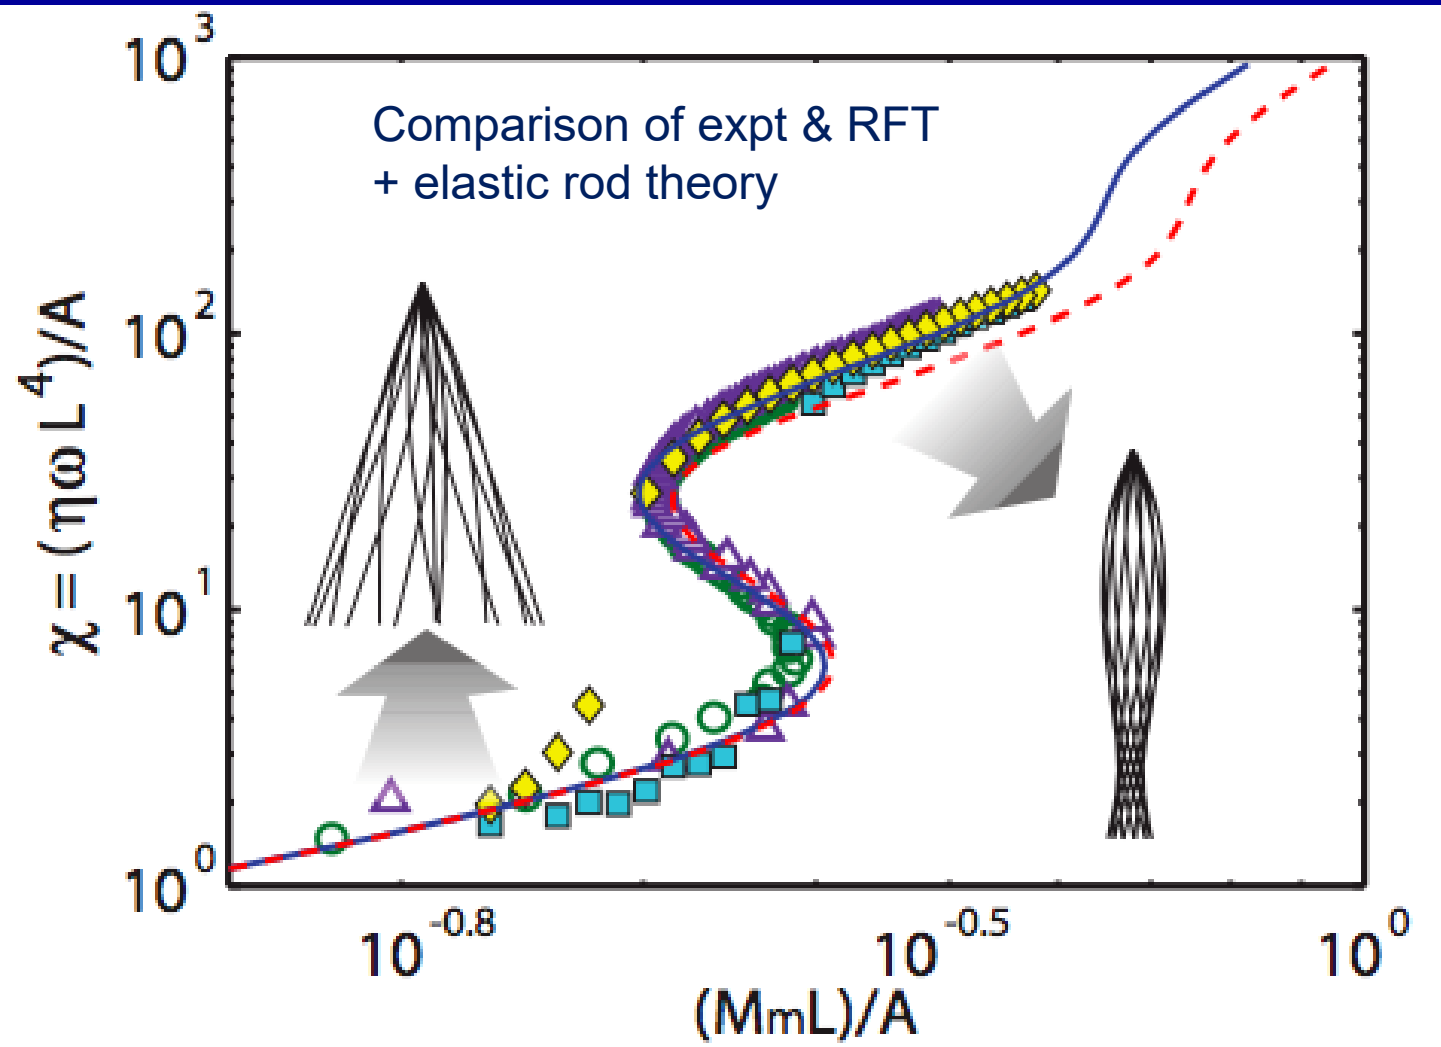 Comparison of expt & RFT
+ elastic rod theory
10^3
10^2
10^1
10^0
χ = (ηω L^4)/A
10^-0.8
10^-0.5
10^0
(MmL)/A